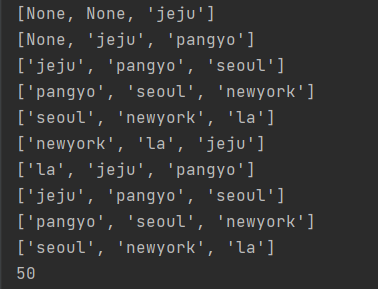 [None, None, 'jeju']
[None, 'jeju', 'pangyo']
['jeju', 'pangyo', 'seoul']
['pangyo', 'seoul', 'newyork']
['seoul', 'newyork', 'la']
['newyork', 'la', 'jeju']
['la', 'jeju', 'pangyo']
['jeju', 'pangyo', 'seoul']
['pangyo', 'seoul', 'newyork']
['seoul', 'newyork', 'la']
50